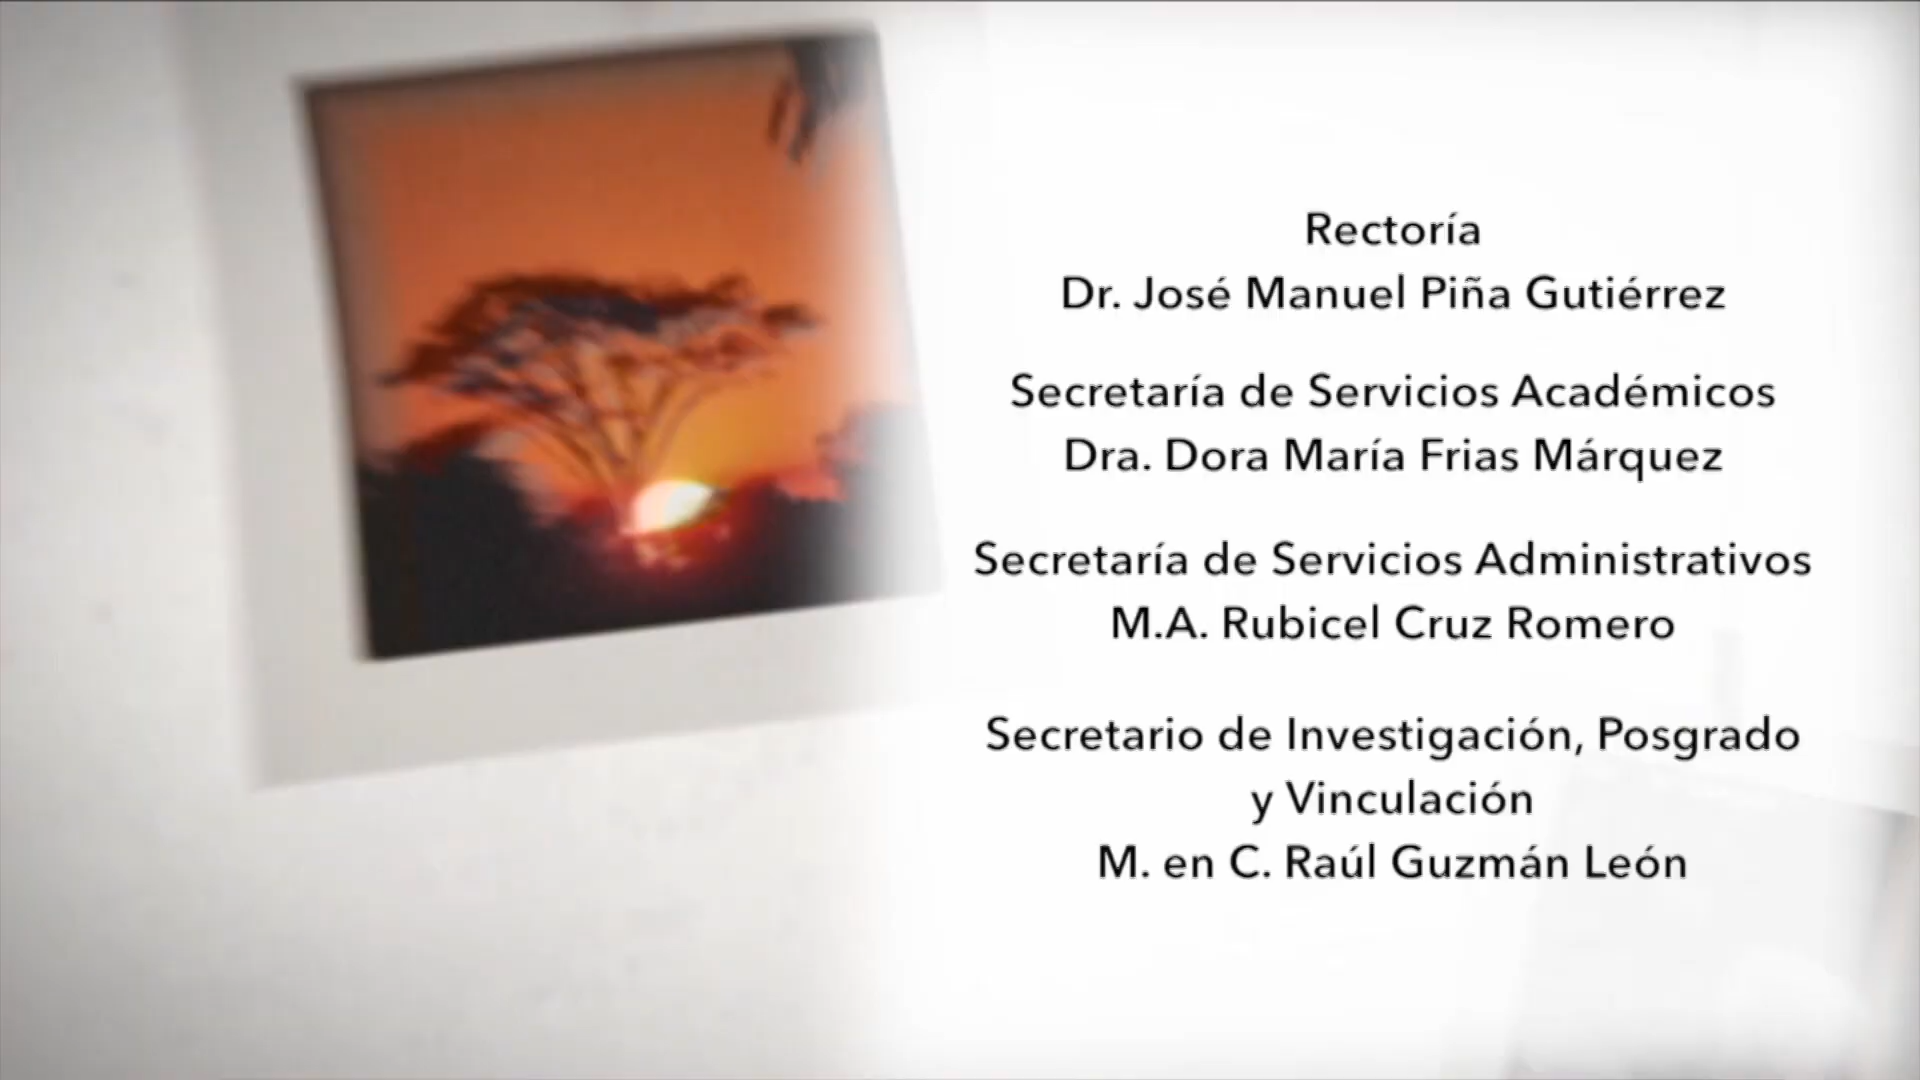 Rectoría
Dr. José Manuel Piña Gutiérrez
Secretaría de Servicios Académicos
Dra. Dora María Frias Márquez
Secretaría de Servicios Administrativos
M.A. Rubicel Cruz Romero
Secretario de Investigación, Posgrado
y Vinculación
M. en C. Raúl Guzmán León